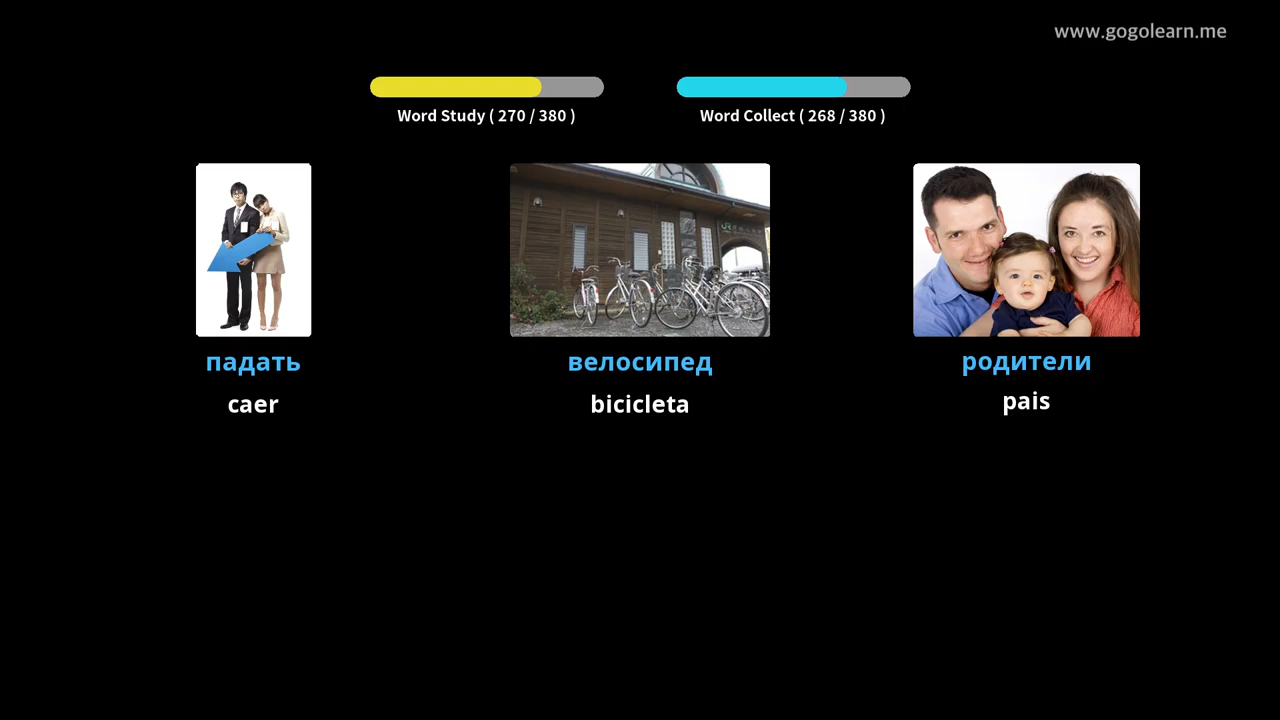 www.gogolearn.me
Word Study ( 270 / 380 )
Word Collect ( 268 / 380 )
падать
велосипед
родители
caer
bicicleta
pais